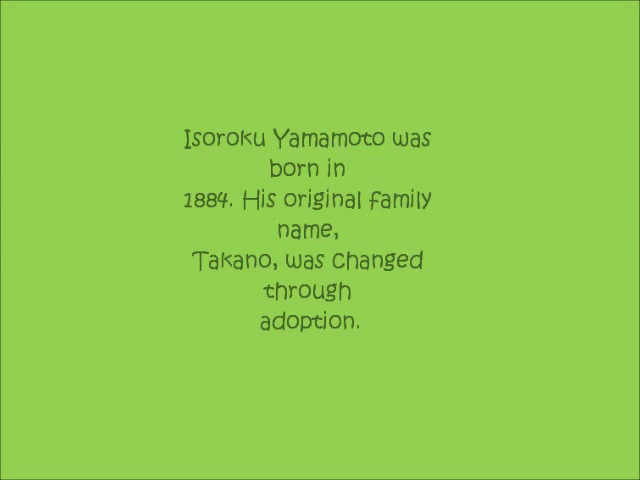 Isoroku Yamamoto was
born in
1884. His original family
name,
Takano, was changed
through
adoption.